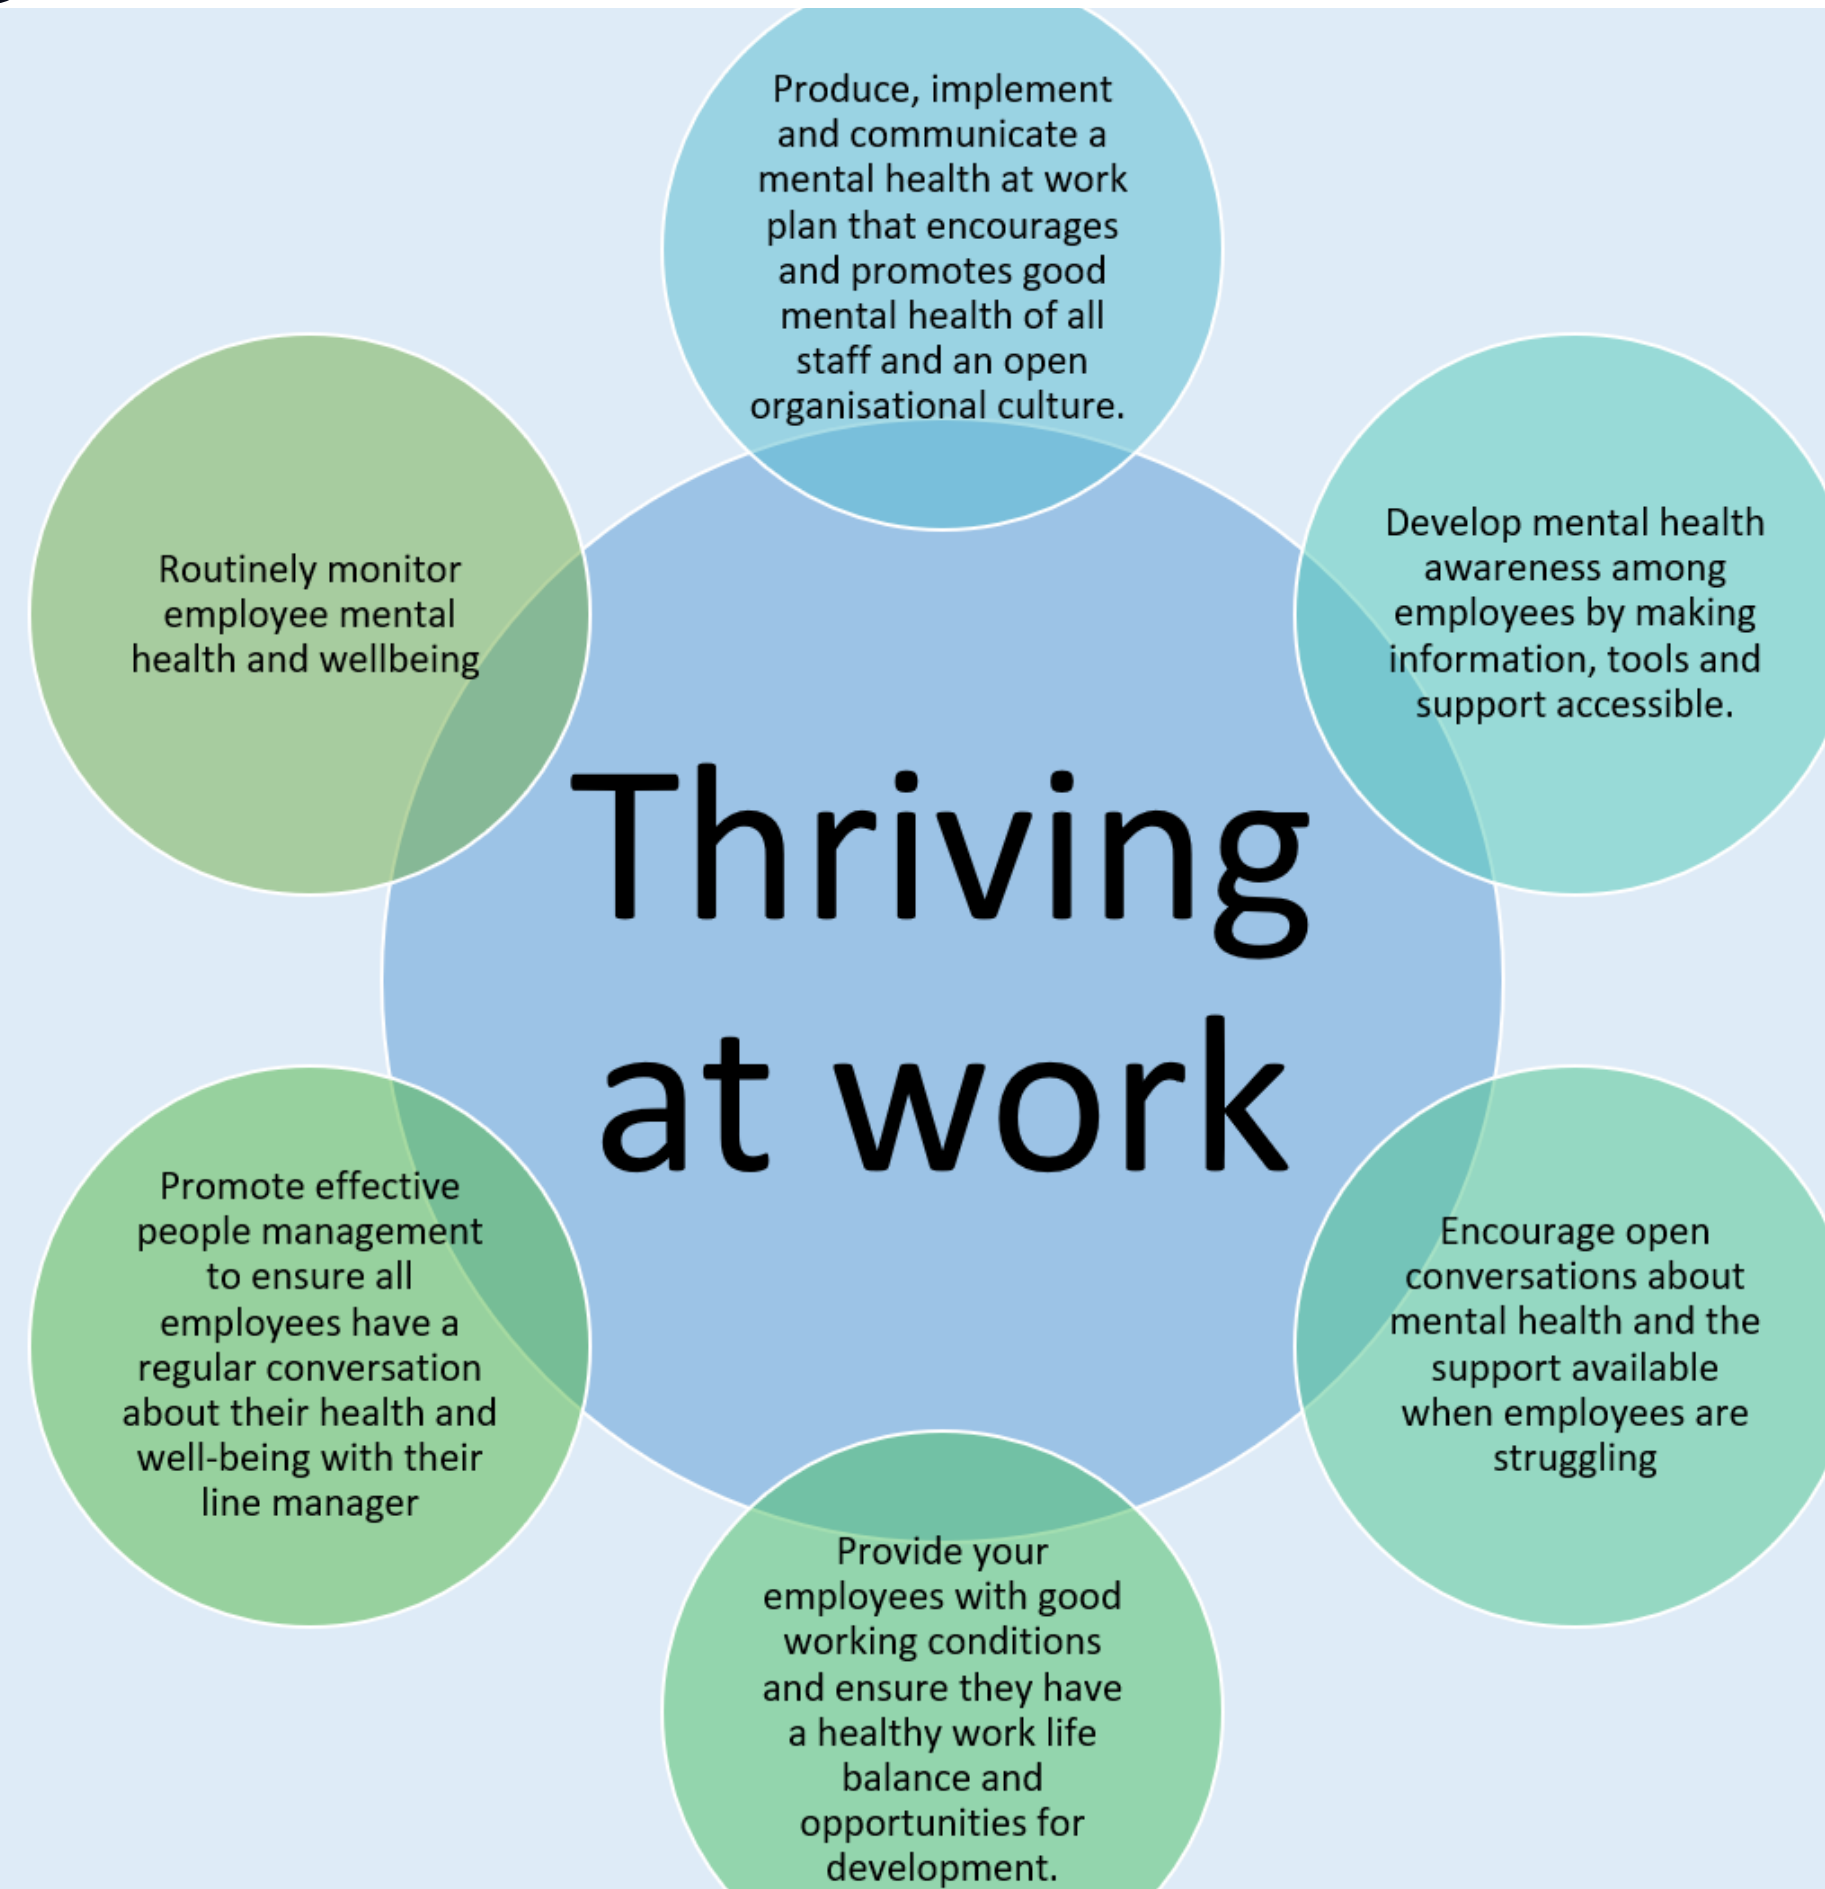 Produce, implement
and communicate a
mental health at work
plan that encourages
and promotes good
mental health of all
staff and an open
organisational culture.
Develop mental health
awareness among
employees by making
information, tools and
support accessible.
Encourage open
conversations about
mental health and the
support available
when employees are
struggling
Provide your
employees with good
working conditions
and ensure they have
a healthy work life
balance and
opportunities for
development.
Promote effective
people management
to ensure all
employees have a
regular conversation
about their health and
well-being with their
line manager
Routinely monitor
employee mental
health and wellbeing
Thriving
at work